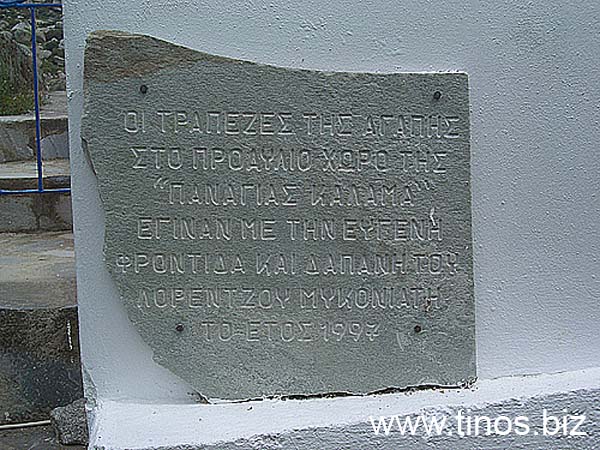 ΟΙ ΤΡΑΠΕΖΕΣ ΤΗΣ ΑΓΑΠΗΣ
ΣΤΟ ΠΡΟΑΥΛΙΟ ΧΩΡΟ ΤΗΣ
"ΠΑΝΑΓΙΑΣ ΚΑΛΑΜΑ"
ΕΓΙΝΑΝ ΜΕ ΤΗΝ ΕΥΓΕΝΗ
ΦΡΟΝΤΙΔΑ ΚΑΙ ΔΑΠΑΝΗ ΤΟΥ
ΛΟΡΕΝΤΖΟΥ ΜΥΚΟΝΙΑΤΗ
ΤΟ ΕΤΟΣ 1997
www.tinos.biz